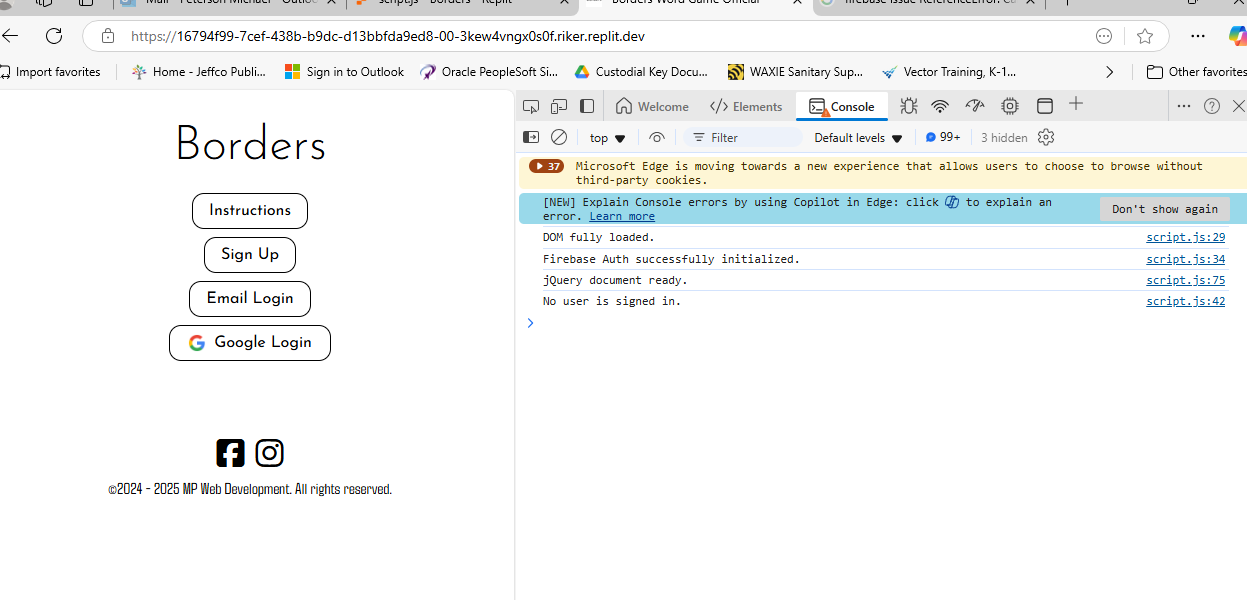 Mail - Peterson Michael - Outloo
script.js - Borders - Replit
Borders Word Game Official
firebase issue ReferenceError: Ca
https://16794f99-7cef-438b-b9dc-d13bbfda9ed8-00-3kew4vngx0s0f.riker.replit.dev
Import favorites
Home - Jeffco Publi...
Sign in to Outlook
Oracle PeopleSoft Si...
Custodial Key Docu...
WAXIE Sanitary Sup...
Vector Training, K-1...
Other favorites
Borders
Instructions
Sign Up
Email Login
Google Login
©2024 - 2025 MP Web Development. All rights reserved.
Welcome
</> Elements
Console
top
Filter
Default levels
99+
3 hidden
37
Microsoft Edge is moving towards a new experience that allows users to choose to browse without
third-party cookies.
[NEW] Explain Console errors by using Copilot in Edge: click to explain an
error. Learn more
Don't show again
DOM fully loaded. script.js:29
Firebase Auth successfully initialized. script.js:34
jQuery document ready. script.js:75
No user is signed in. script.js:42